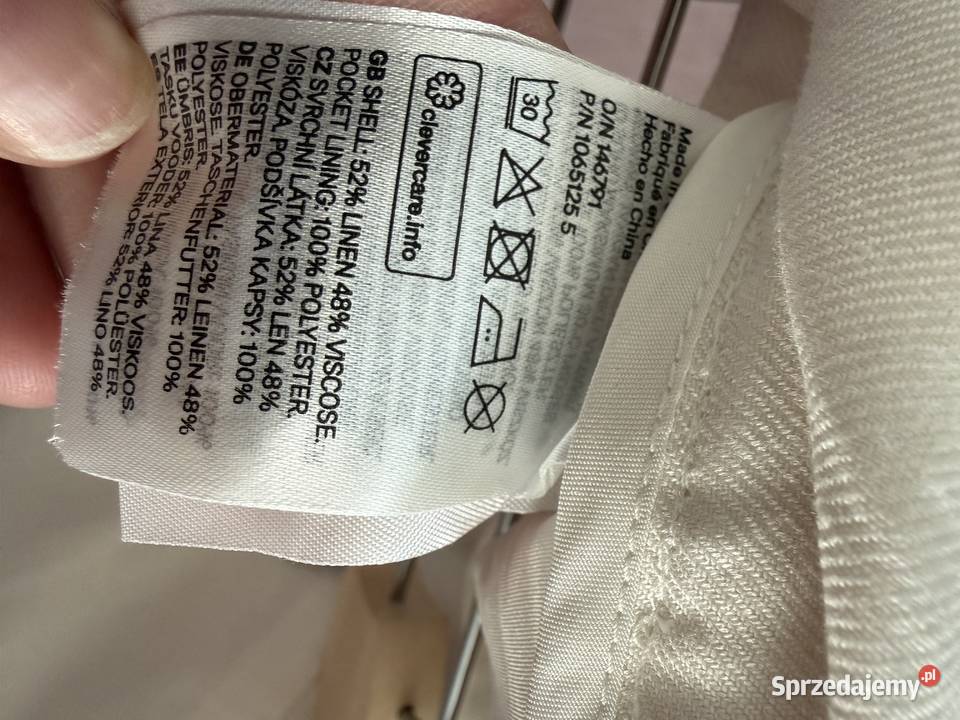 Made in
Fabriqué en
Hecho en China
O/N 146791
P/N 1065125 5
30
clevercare.info
GB SHELL: 52% LINEN 48% VISCOSE.
POCKET LINING: 100% POLYESTER.
CZ SVRCHNÍ LÁTKA: 52% LEN 48%
VISKÓZA. PODŠÍVKA KAPSY: 100%
POLYESTER.
DE OBERMATERIAL: 52% LEINEN 48%
VISKOSE. TASCHENFUTTER: 100%
POLYESTER.
EE ÜMBRIS: 52% LINA 48% VISKOOS.
TASKU VOODER: 100% POLÜESTER.
ES TELA EXTERIOR: 52% LINO 48%
Sprzedajemy.pl